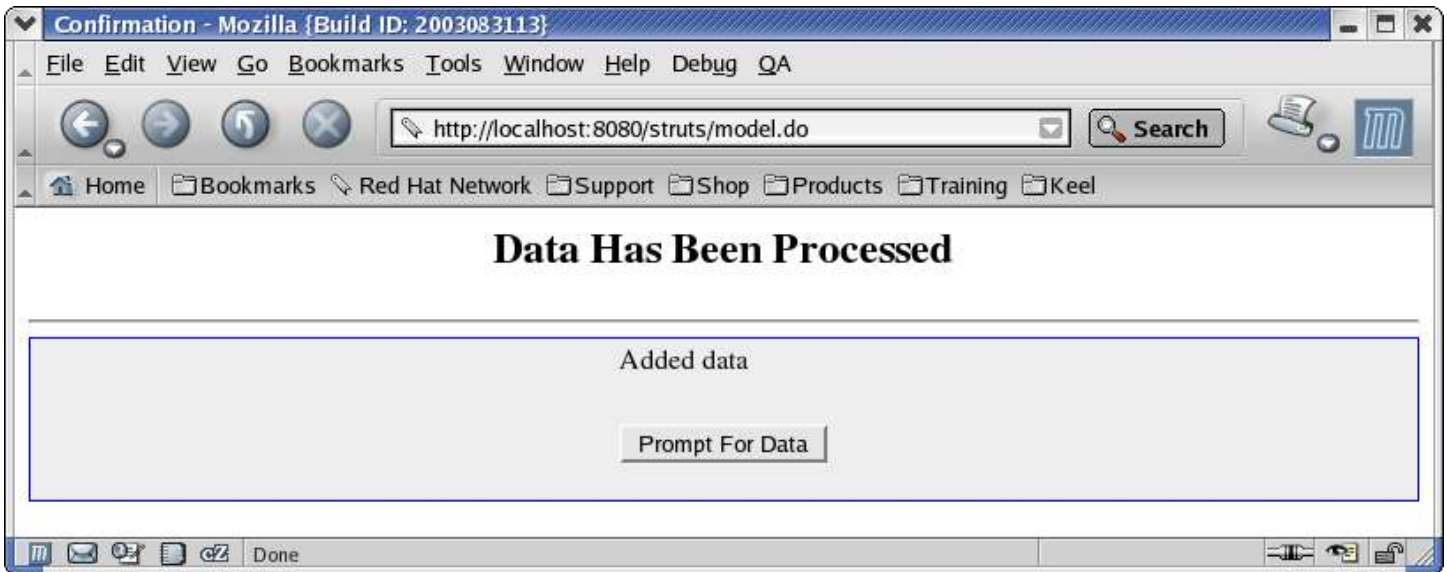 Confirmation - Mozilla {Build ID: 2003083113}
File Edit View Go Bookmarks Tools Window Help Debug QA
http://localhost:8080/struts/model.do Search
Home Bookmarks Red Hat Network Support Shop Products Training Keel
Data Has Been Processed
Added data
Prompt For Data
Done